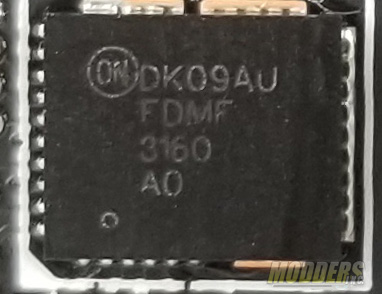 ON DK09AU
FDMF
3160
A0
MODDERS